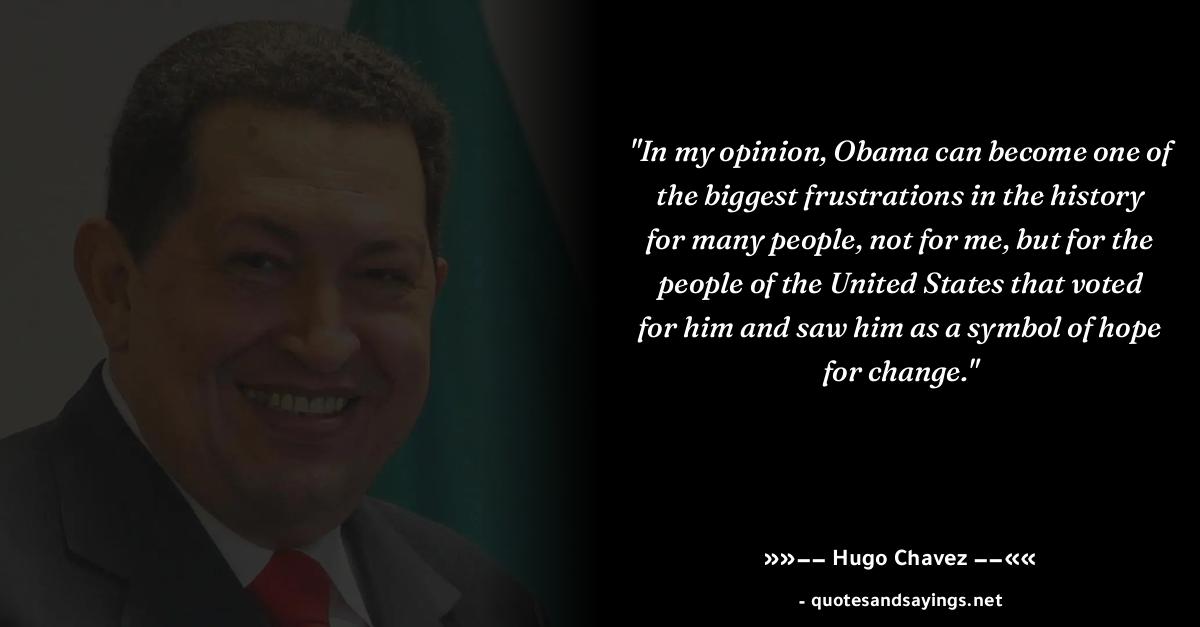 "In my opinion, Obama can become one of
the biggest frustrations in the history
for many people, not for me, but for the
people of the United States that voted
for him and saw him as a symbol of hope
for change."
»»−− Hugo Chavez −−««
- quotesandsayings.net